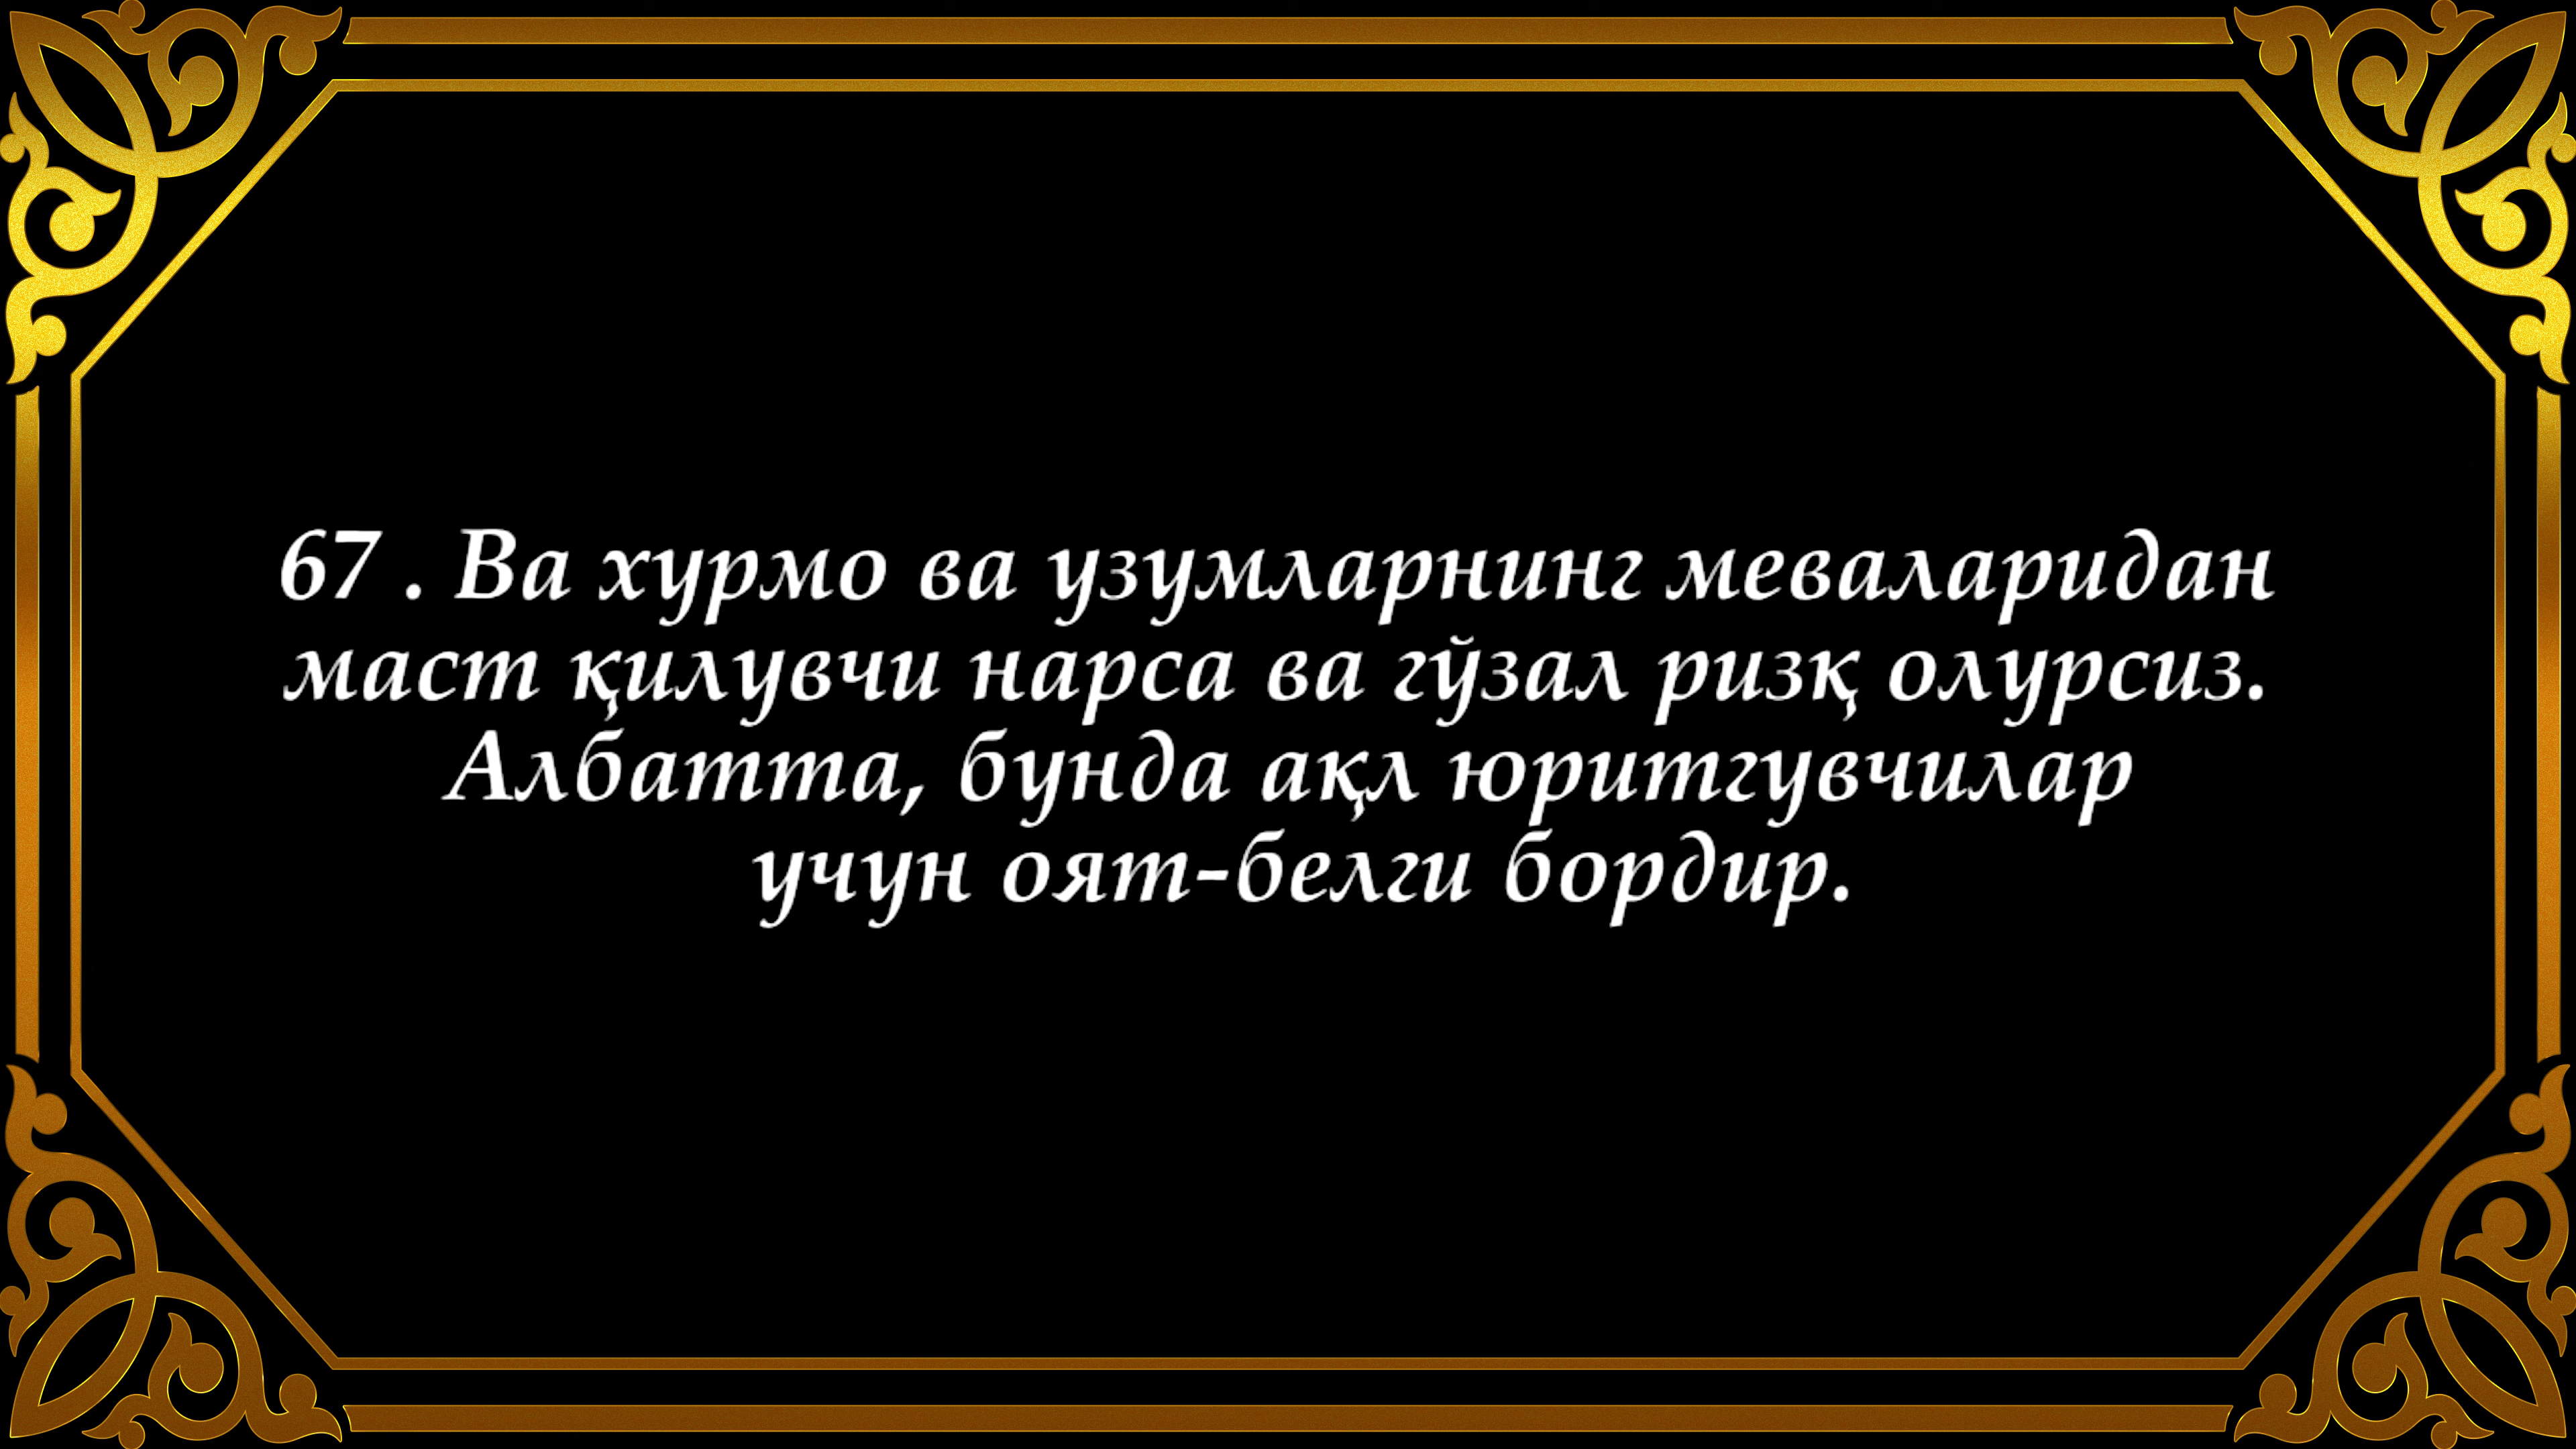 67 . Ва хурмо ва узумларнинг меваларидан
маст қилувчи нарса ва гўзал ризқ олурсиз.
Албатта, бунда ақл юритгувчилар
учун оят-белги бордир.